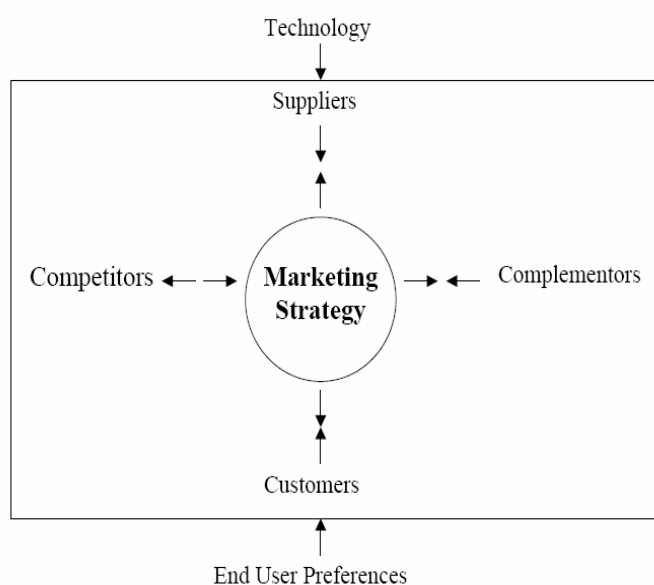 Technology
Suppliers
Competitors
Marketing
Strategy
Complementors
Customers
End User Preferences